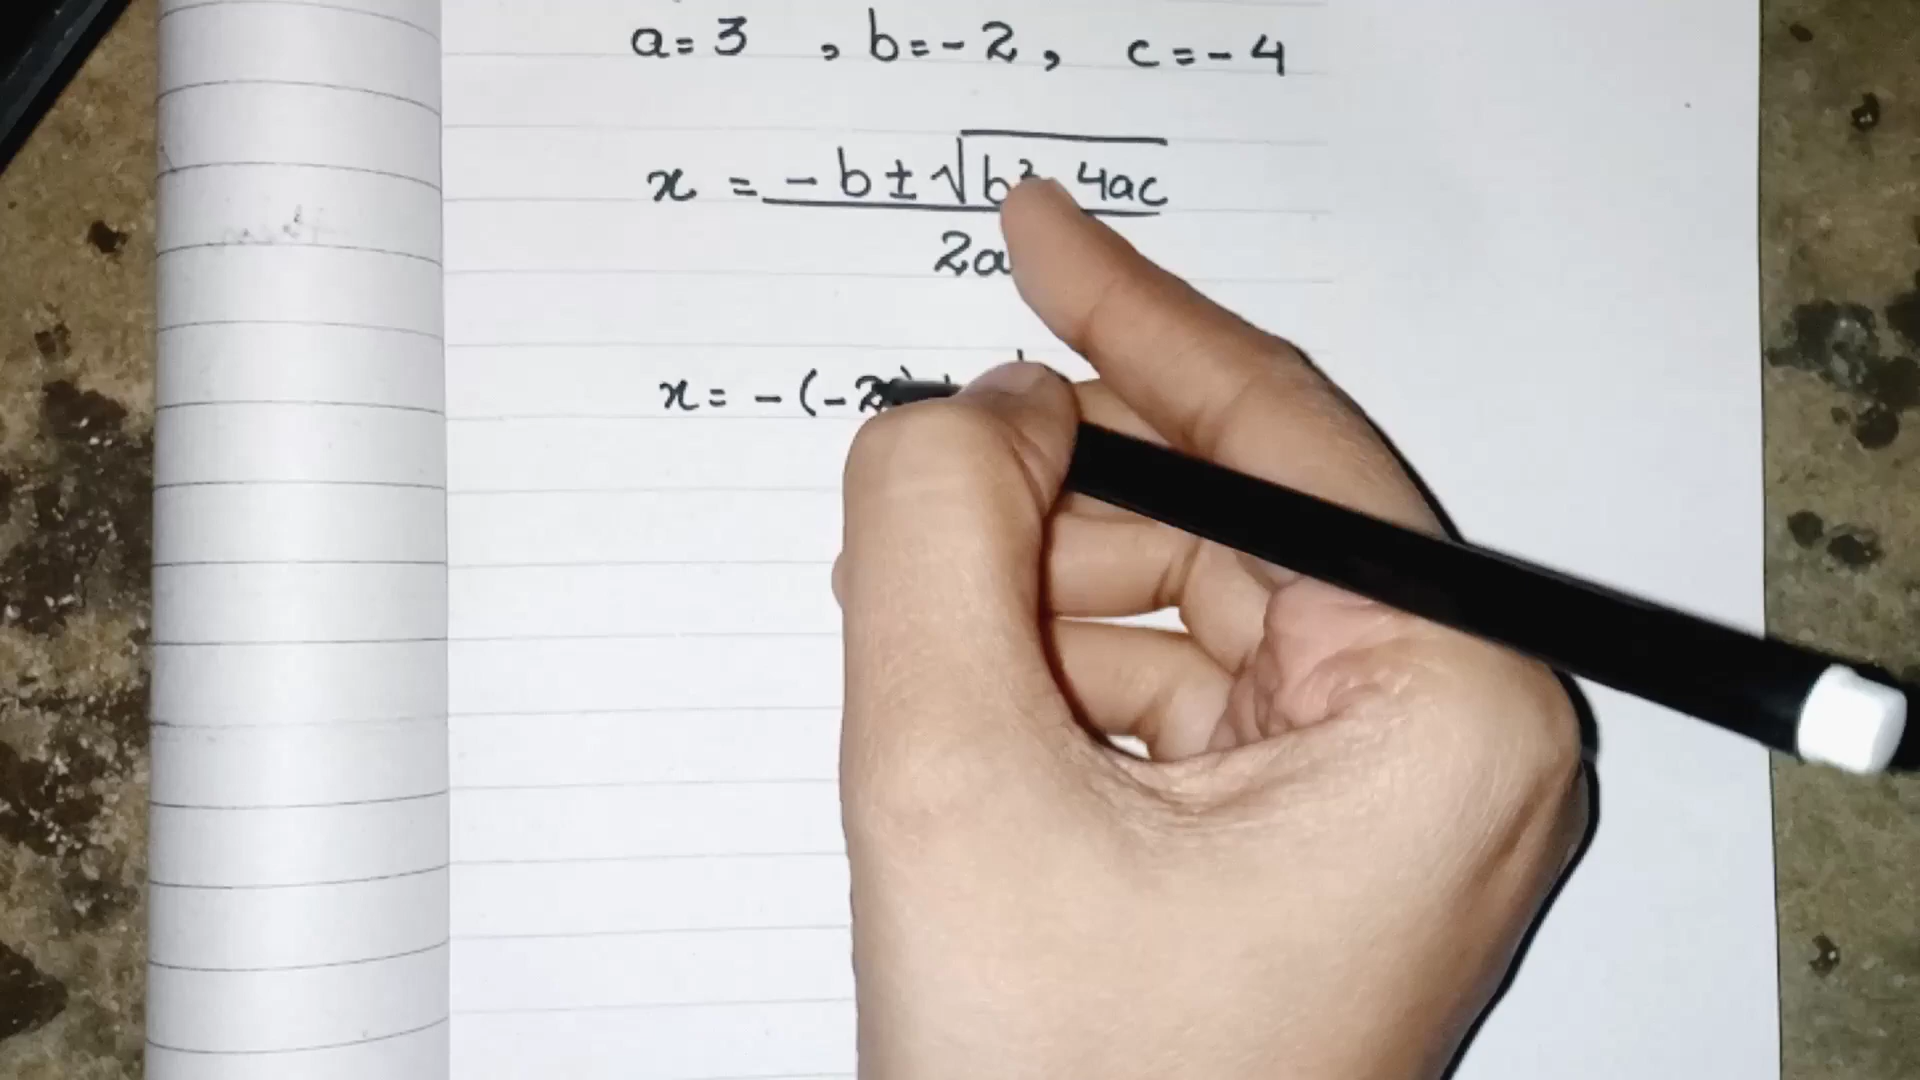 a = 3 , b = - 2 , c = - 4
x = - b ± √b² 4ac
2a
x = - (-2)